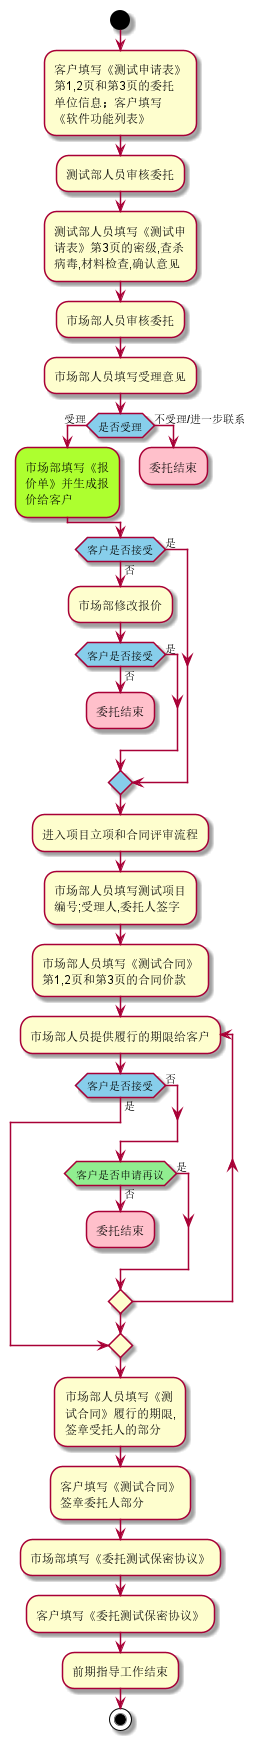 客户填写《测试申请表》
第1,2页和第3页的委托
单位信息；客户填写
《软件功能列表》
测试部人员审核委托
测试部人员填写《测试申
请表》第3页的密级,查杀
病毒,材料检查,确认意见
市场部人员审核委托
市场部人员填写受理意见
受理
是否受理
不受理/进一步联系
市场部填写《报
价单》并生成报
价给客户
委托结束
客户是否接受
是
否
市场部修改报价
客户是否接受
是
否
委托结束
进入项目立项和合同评审流程
市场部人员填写测试项目
编号;受理人,委托人签字
市场部人员填写《测试合同》
第1,2页和第3页的合同价款
市场部人员提供履行的期限给客户
客户是否接受
否
是
客户是否申请再议
是
否
委托结束
市场部人员填写《测
试合同》履行的期限,
签章受托人的部分
客户填写《测试合同》
签章委托人部分
市场部填写《委托测试保密协议》
客户填写《委托测试保密协议》
前期指导工作结束